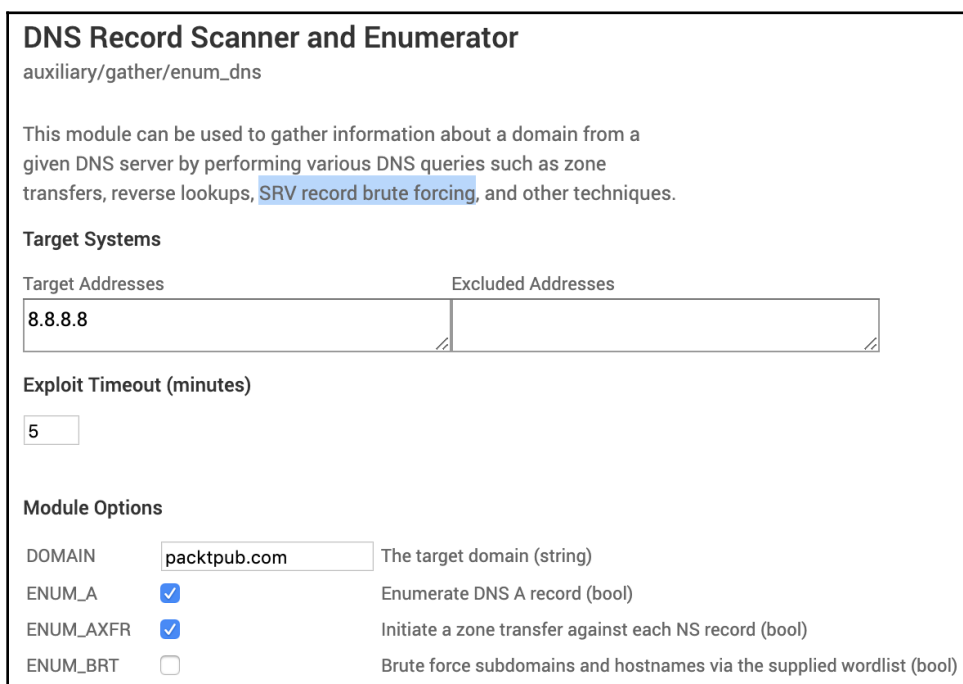 DNS Record Scanner and Enumerator
auxiliary/gather/enum_dns
This module can be used to gather information about a domain from a
given DNS server by performing various DNS queries such as zone
transfers, reverse lookups, SRV record brute forcing, and other techniques.
Target Systems
Target Addresses Excluded Addresses
8.8.8.8
Exploit Timeout (minutes)
5
Module Options
DOMAIN packtpub.com The target domain (string)
ENUM_A Enumerate DNS A record (bool)
ENUM_AXFR Initiate a zone transfer against each NS record (bool)
ENUM_BRT Brute force subdomains and hostnames via the supplied wordlist (bool)